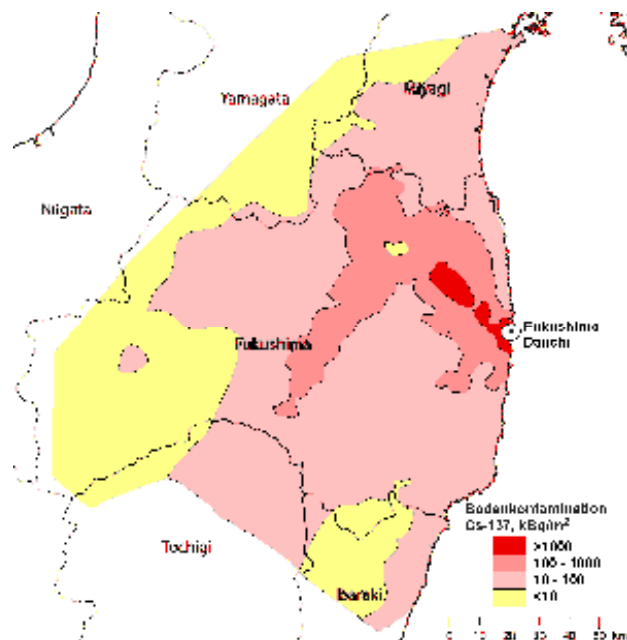 Yamagata
Miyagi
Niigata
Fukushima
Fukushima
Daiichi
Tochigi
Ibaraki
Bodenkontamination
Cs-137, kBq/m²
>1000
100 - 1000
10 - 100
<10
0 10 20 30 40 50 km